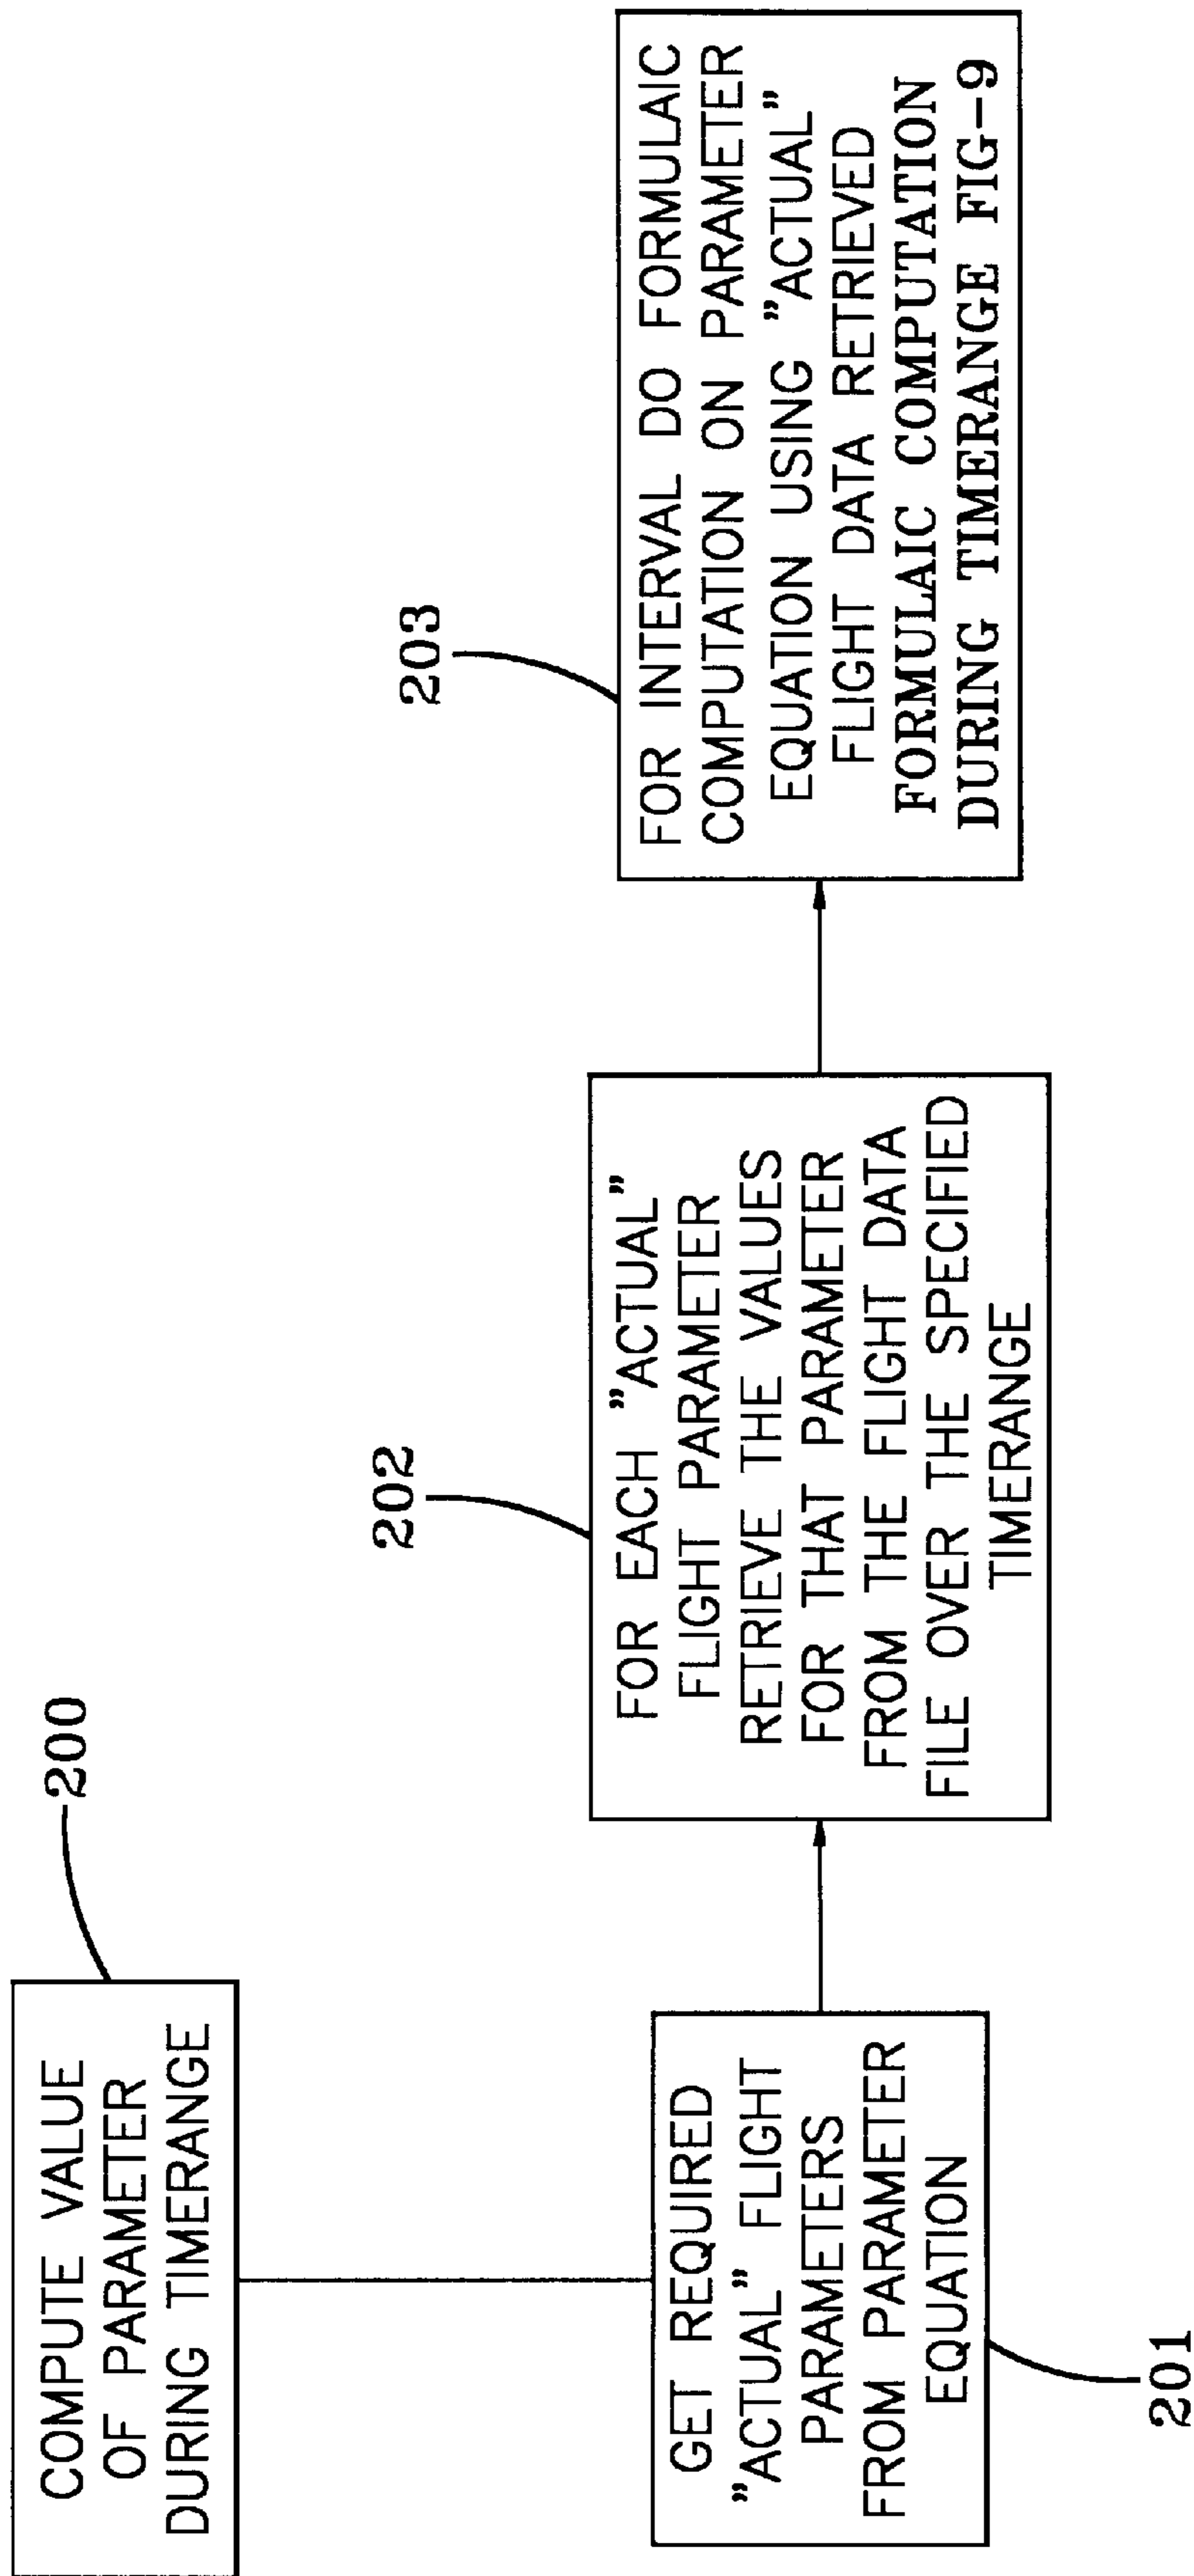 200
COMPUTE VALUE
OF PARAMETER
DURING TIMERANGE
201
GET REQUIRED
"ACTUAL" FLIGHT
PARAMETERS
FROM PARAMETER
EQUATION
202
FOR EACH "ACTUAL"
FLIGHT PARAMETER
RETRIEVE THE VALUES
FOR THAT PARAMETER
FROM THE FLIGHT DATA
FILE OVER THE SPECIFIED
TIMERANGE
203
FOR INTERVAL DO FORMULAIC
COMPUTATION ON PARAMETER
EQUATION USING "ACTUAL"
FLIGHT DATA RETRIEVED
FORMULAIC COMPUTATION
DURING TIMERANGE FIG-9